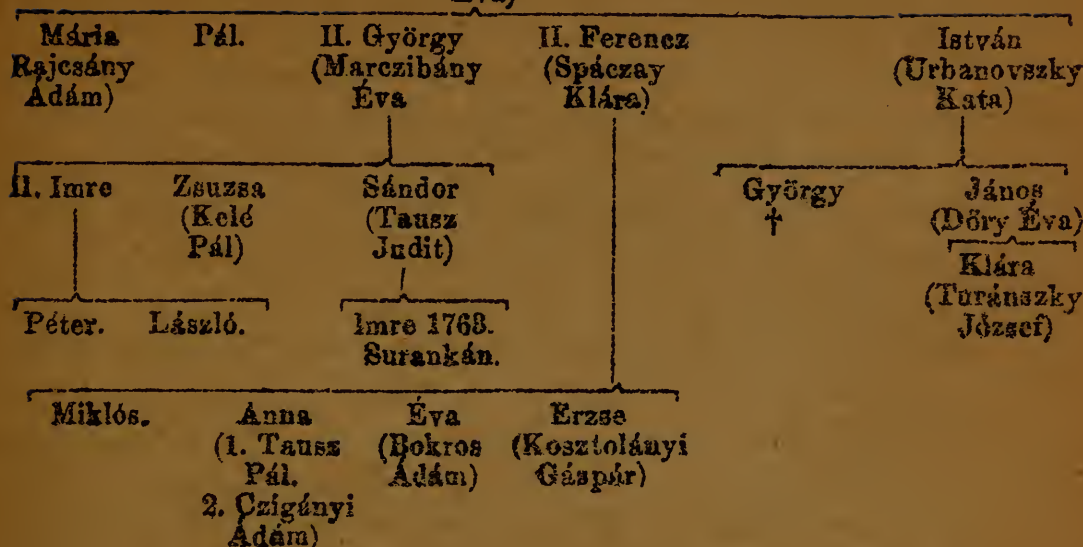 Mária Pál. II. György II. Ferencz István
Rajcsány (Marczibány (Spáczay (Urbanovszky
Ádám) Éva Klára) Kata)
II. Imre Zsuzsa Sándor György János
(Kelé (Tausz † (Dőry Éva)
Pál) Judit) Klára
(Turánszky
Péter. László. Imre 1768. József)
Surankán.
Miklós. Anna Éva Erzse
(1. Tausz (Bokros (Kosztolányi
Pál. Ádám) Gáspár)
2. Czigányi
Ádám)